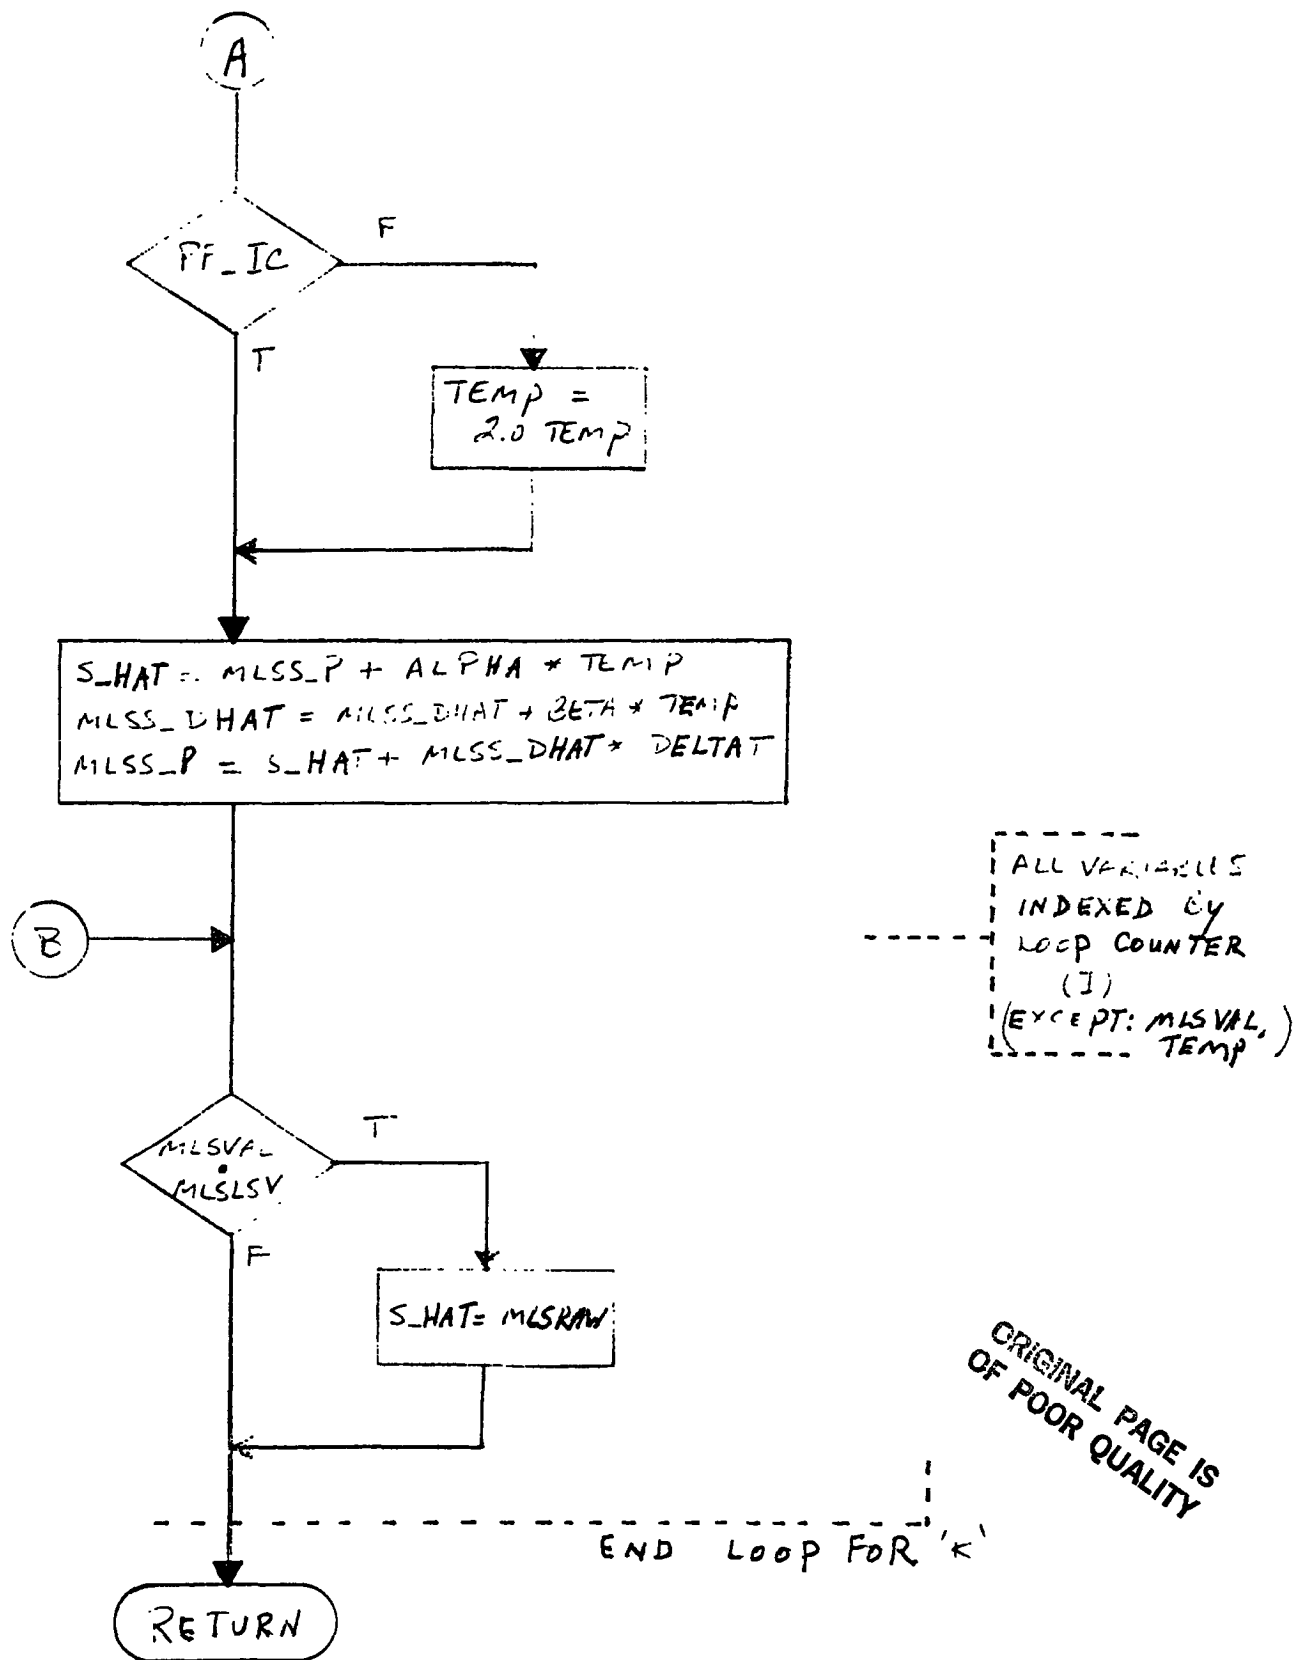 A
PF_IC
F
T
TEMP =
2.0 TEMP
S_HAT = MLSS_P + ALPHA * TEMP
MLSS_DHAT = MLSS_DHAT + BETA * TEMP
MLSS_P = S_HAT + MLSS_DHAT * DELTAT
B
ALL VARIABLES
INDEXED BY
LOOP COUNTER
(I)
(EXCEPT: MLSVAL,
TEMP)
MLSVAL
•
MLSLSV
T
F
S_HAT = MLSRAW
ORIGINAL PAGE IS
OF POOR QUALITY
END LOOP FOR 'K'
RETURN